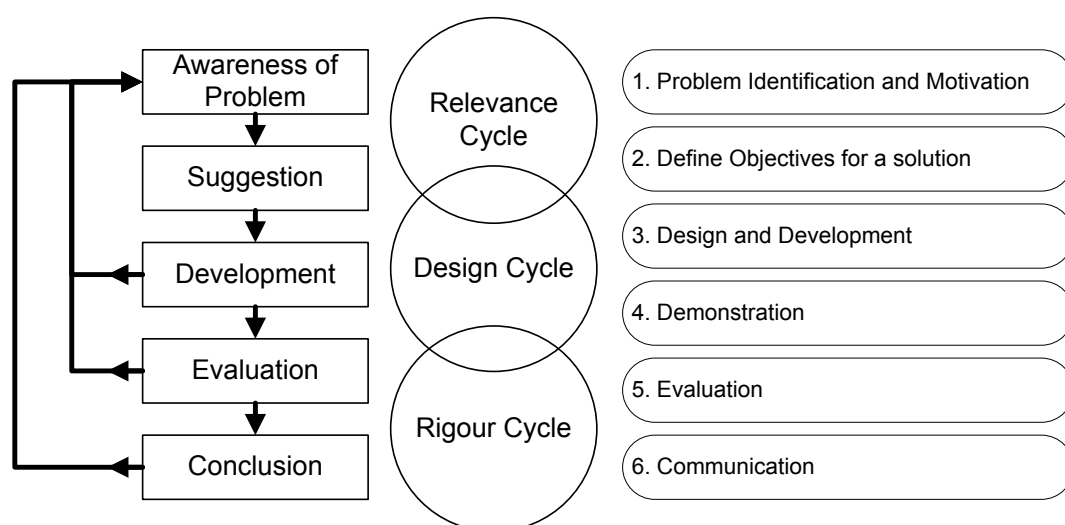 Awareness of
Problem
Suggestion
Development
Evaluation
Conclusion
Relevance
Cycle
Design Cycle
Rigour Cycle
1. Problem Identification and Motivation
2. Define Objectives for a solution
3. Design and Development
4. Demonstration
5. Evaluation
6. Communication